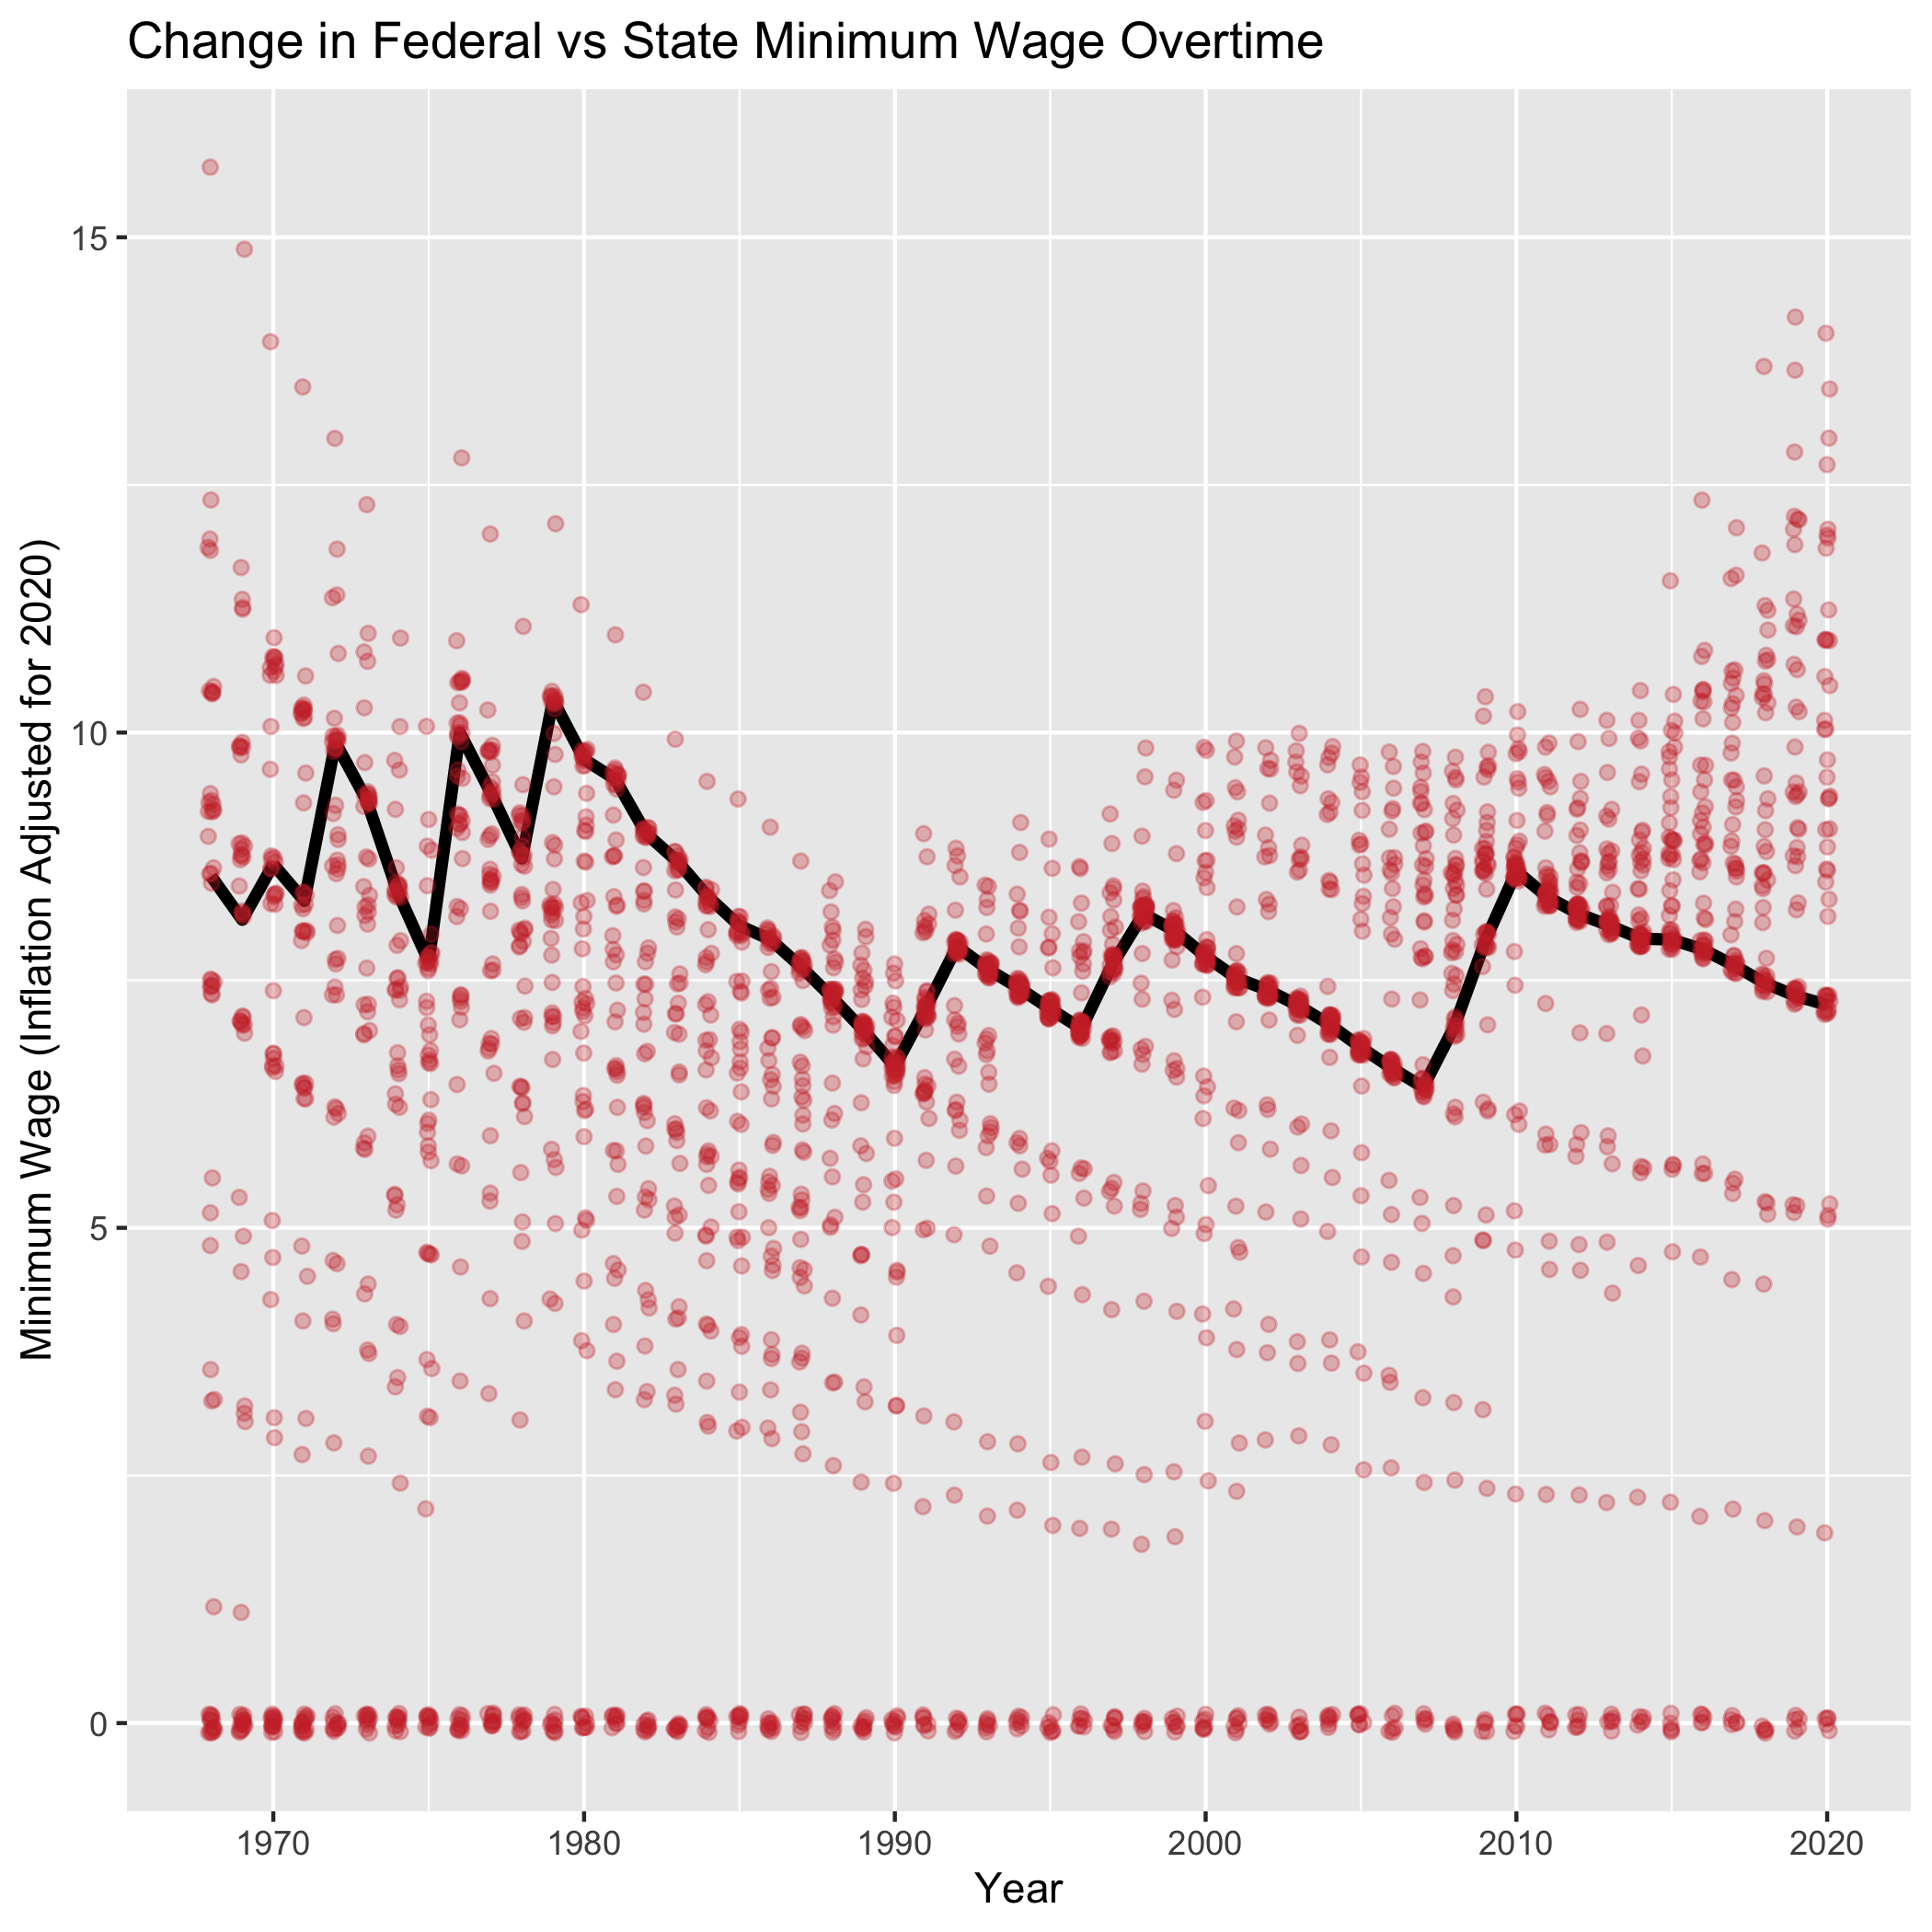 Change in Federal vs State Minimum Wage Overtime
Minimum Wage (Inflation Adjusted for 2020)
15
10
5
0
1970 1980 1990 2000 2010 2020
Year